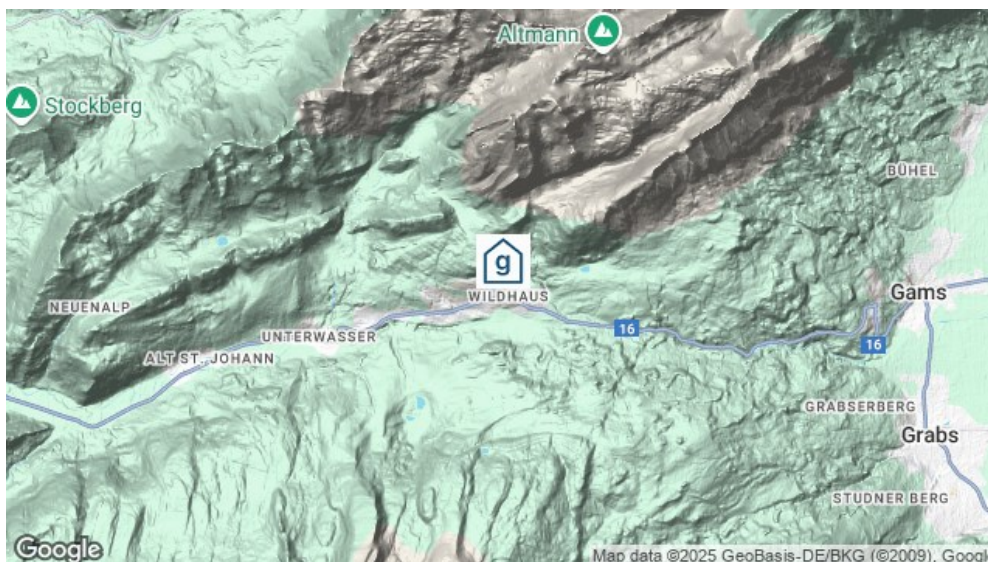 Altmann
Stockberg
BÜHEL
g
WILDHAUS
Gams
NEUENALP
16
UNTERWASSER
16
ALT ST. JOHANN
GRABSERBERG
Grabs
STUDNER BERG
Google
Map data ©2025 GeoBasis-DE/BKG (©2009), Google